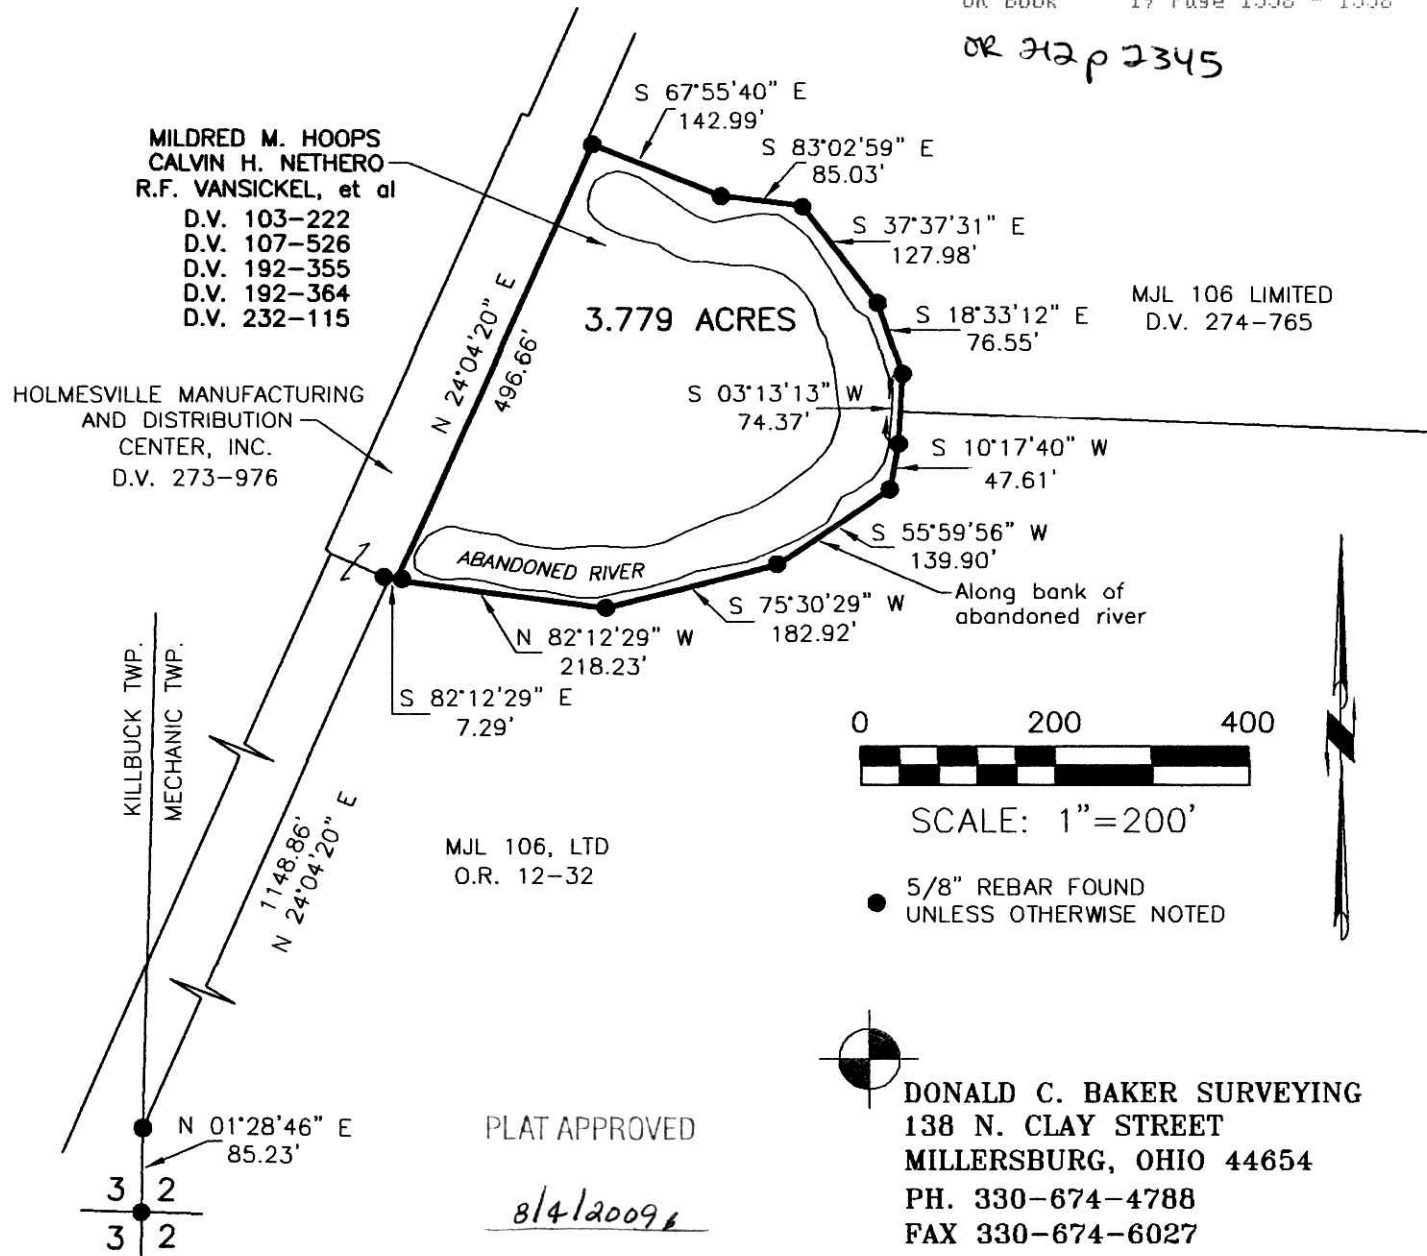 OR Book 19 Page 1338 - 1338
OR 212 p 2345
S 67°55'40" E
142.99'
MILDRED M. HOOPS
CALVIN H. NETHERO
R.F. VANSICKEL, et al
D.V. 103-222
D.V. 107-526
D.V. 192-355
D.V. 192-364
D.V. 232-115
S 83°02'59" E
85.03'
S 37°37'31" E
127.98'
S 18°33'12" E
76.55'
MJL 106 LIMITED
D.V. 274-765
3.779 ACRES
N 24°04'20" E
496.66'
HOLMESVILLE MANUFACTURING
AND DISTRIBUTION
CENTER, INC.
D.V. 273-976
S 03°13'13" W
74.37'
S 10°17'40" W
47.61'
S 55°59'56" W
139.90'
ABANDONED RIVER
Along bank of
abandoned river
S 75°30'29" W
182.92'
N 82°12'29" W
218.23'
S 82°12'29" E
7.29'
KILLBUCK TWP.
MECHANIC TWP.
0 200 400
SCALE: 1"=200'
1148.86'
N 24°04'20" E
MJL 106, LTD
O.R. 12-32
5/8" REBAR FOUND
UNLESS OTHERWISE NOTED
N 01°28'46" E
85.23'
3 2
3 2
PLAT APPROVED
8/4/2009
DONALD C. BAKER SURVEYING
138 N. CLAY STREET
MILLERSBURG, OHIO 44654
PH. 330-674-4788
FAX 330-674-6027